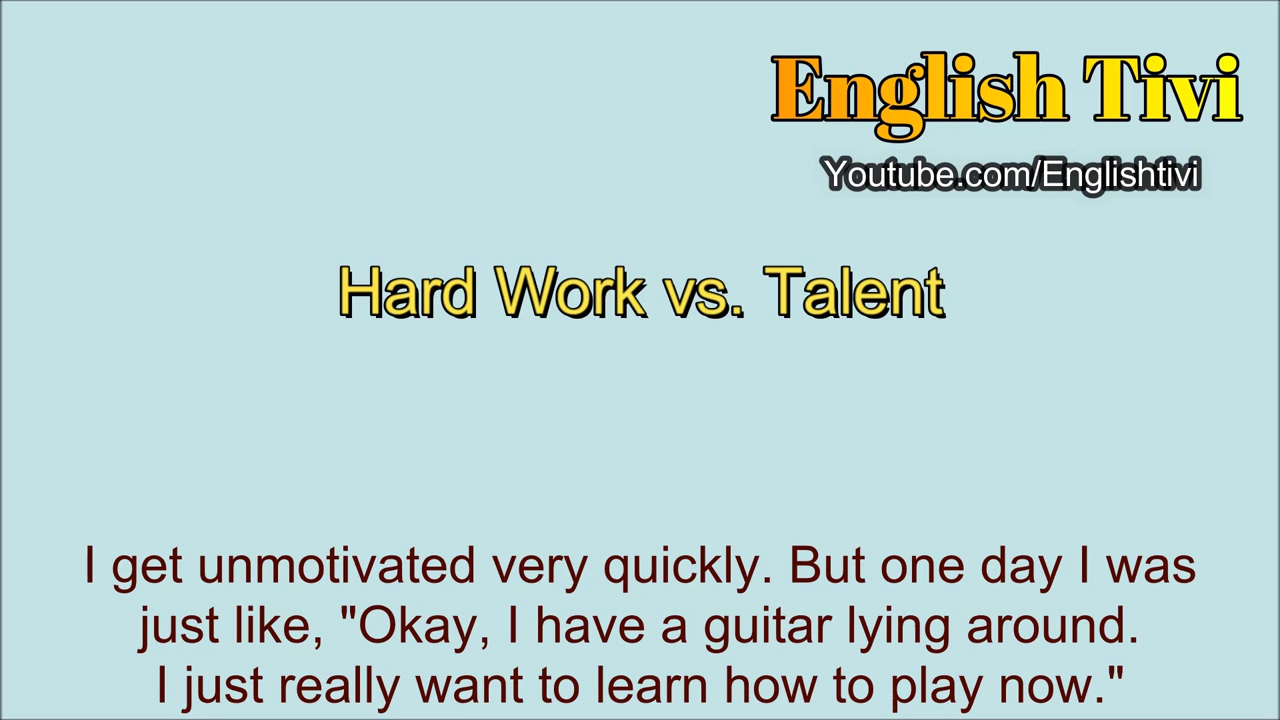 English Tivi
Youtube.com/Englishtivi
Hard Work vs. Talent
I get unmotivated very quickly. But one day I was
just like, "Okay, I have a guitar lying around.
I just really want to learn how to play now."